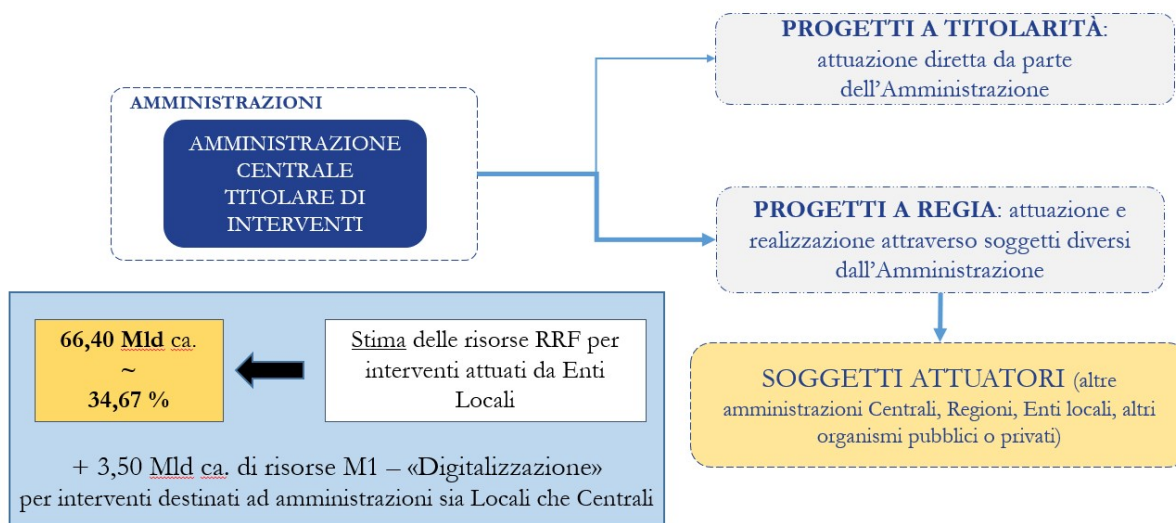 PROGETTI A TITOLARITÀ:
attuazione diretta da parte
dell'Amministrazione
AMMINISTRAZIONI
AMMINISTRAZIONE
CENTRALE
TITOLARE DI
INTERVENTI
PROGETTI A REGIA: attuazione e
realizzazione attraverso soggetti diversi
dall'Amministrazione
66,40 Mld ca.
~
34,67 %
Stima delle risorse RRF per
interventi attuati da Enti
Locali
SOGGETTI ATTUATORI (altre
amministrazioni Centrali, Regioni, Enti locali, altri
organismi pubblici o privati)
+ 3,50 Mld ca. di risorse M1 – «Digitalizzazione»
per interventi destinati ad amministrazioni sia Locali che Centrali